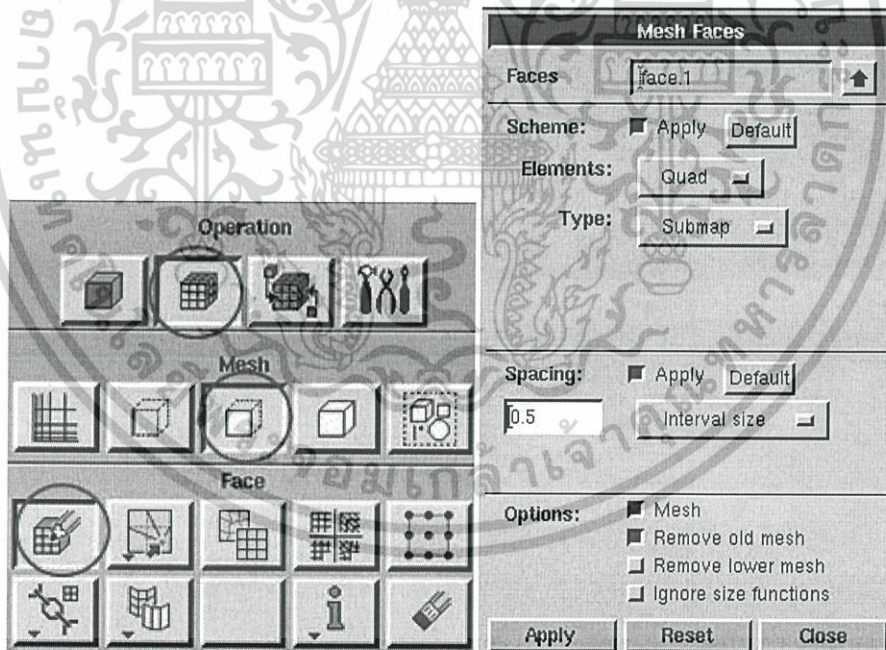 Operation
Mesh
Face
Mesh Faces
Faces face.1
Scheme: Apply Default
Elements: Quad
Type: Submap
Spacing: Apply Default
0.5 Interval size
Options: Mesh
Remove old mesh
Remove lower mesh
Ignore size functions
Apply Reset Close